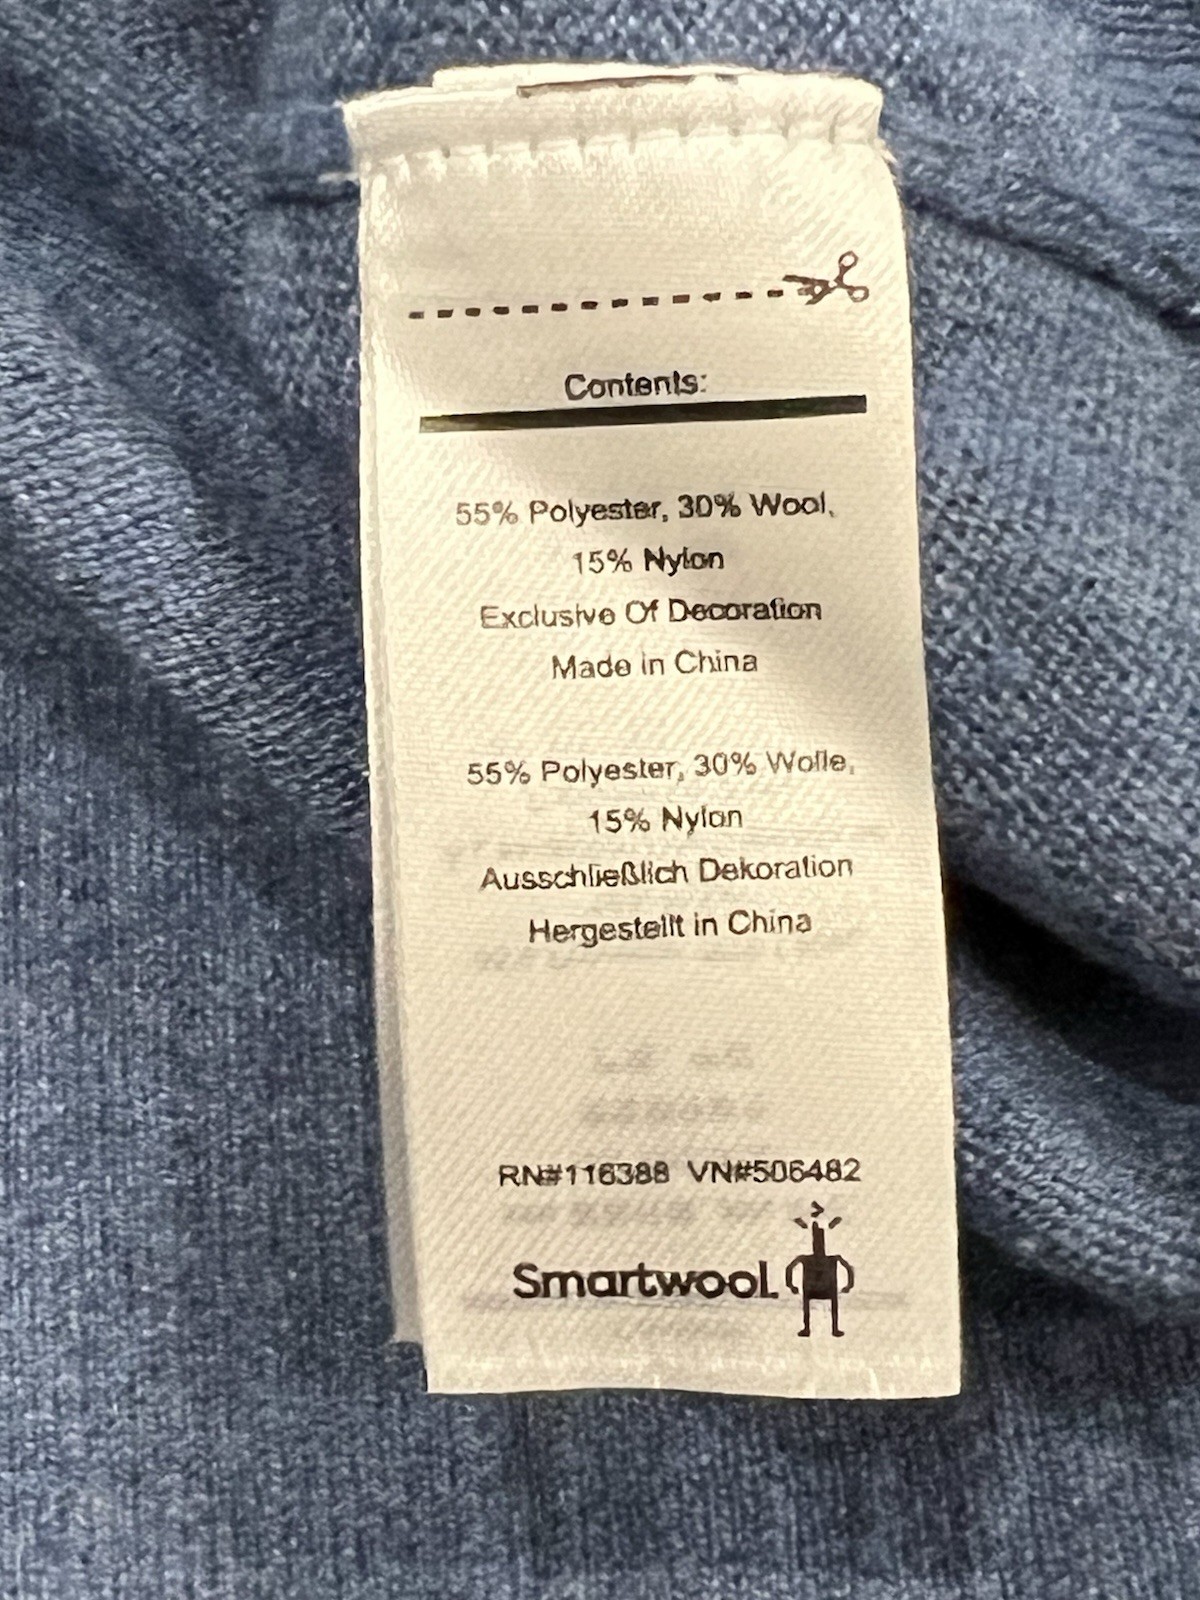 Contents:
55% Polyester, 30% Wool,
15% Nylon
Exclusive Of Decoration
Made in China
55% Polyester, 30% Wolle,
15% Nylon
Ausschließlich Dekoration
Hergestellt in China
RN#116388 VN#506482
Smartwool